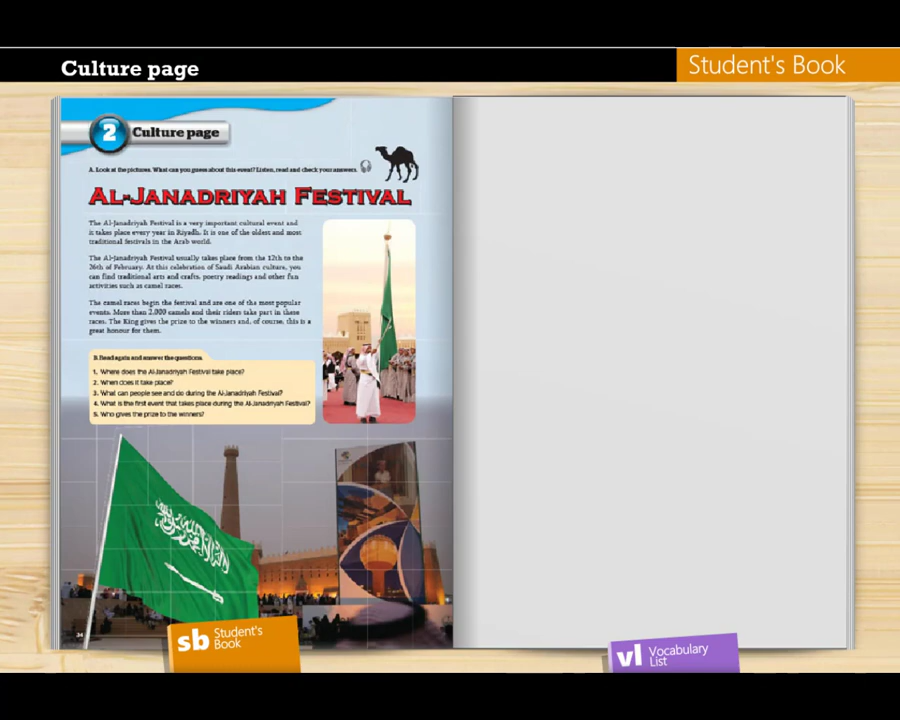 Culture page
Student's Book
2
Culture page
A. Look at the pictures. What can you guess about this event? Listen, read and check your answers.
AL-JANADRIYAH FESTIVAL
The Al-Janadriyah Festival is a very important cultural event and
it takes place every year in Riyadh. It is one of the oldest and most
traditional festivals in the Arab world.
The Al-Janadriyah Festival usually takes place from the 12th to the
26th of February. At this celebration of Saudi Arabian culture, you
can find traditional arts and crafts, poetry readings and other fun
activities such as camel races.
The camel races begin the festival and are one of the most popular
events. More than 2,000 camels and their riders take part in these
races. The King gives the prize to the winners and, of course, this is a
great honour for them.
B. Read again and answer the questions.
1. Where does the Al-Janadriyah Festival take place?
2. When does it take place?
3. What can people see and do during the Al-Janadriyah Festival?
4. What is the first event that takes place during the Al-Janadriyah Festival?
5. Who gives the prize to the winners?
لا إله إلا الله محمد رسول الله
34
sb Student's
Book
vl Vocabulary
List